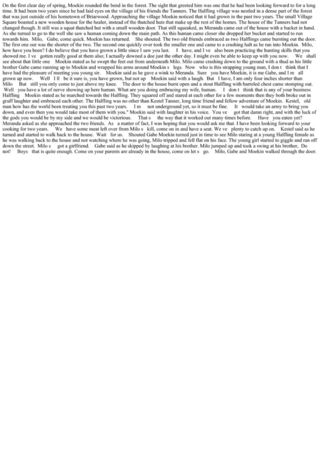 On the first clear day of spring, Mookin rounded the bend in the forest. The sight that greeted him was one that he had been looking forward to for a long
time. It had been two years since he had laid eyes on the village of his friends the Tanners. The Halfling village was nestled in a dense part of the forest
that was just outside of his hometown of Briarwood. Approaching the village Mookin noticed that it had grown in the past two years. The small Village
Square boasted a new wooden house for the healer, instead of the thatched huts that make up the rest of the homes. The house of the Tanners had not
changed though. It still was a squat thatched hut with a small wooden door. That still squeaked, as Meranda came out of the house with a bucket in hand.
As she turned to go to the well she saw a human coming down the main path. As this human came closer she dropped her bucket and started to run
towards him. Milo, Gabe, come quick. Mookin has returned. She shouted. The two old friends embraced as two Halflings came bursting out the door.
The first one out was the shorter of the two. The second one quickly over took the smaller one and came to a crashing halt as he ran into Mookin. Milo,
how have you been? I do believe that you have grown a little since I saw you last. I have, and I ve also been practicing the hunting skills that you
showed me. I ve gotten really good at them also; I actually downed a doe just the other day. I might even be able to keep up with you now. We shall
see about that little one Mookin stated as he swept the feet out from underneath Milo. Milo came crashing down to the ground with a thud as his little
brother Gabe came running up to Mookin and wrapped his arms around Mookin s legs. Now who is this strapping young man, I don t think that I
have had the pleasure of meeting you young sir. Mookin said as he gave a wink to Meranda. Sure you have Mookin, it is me Gabe, and I m all
grown up now. Well I ll be it sure is, you have grown, but not up Mookin said with a laugh. But I have, I am only four inches shorter than
Milo But still you only come to just above my knee. The door to the house burst open and a stout Halfling with barreled chest came stomping out.
Well you have a lot of nerve showing up here human. What are you doing embracing my wife, human. I don t think that is any of your business
Halfling Mookin stated as he marched towards the Halfling. They squared off and stared at each other for a few moments then they both broke out in
gruff laughter and embraced each other. The Halfling was no other than Kestel Tanner, long time friend and fellow adventurer of Mookin. Kestel, old
man how has the world been treating you this past two years. I m not underground yet, so it must be fine. It would take an army to bring you
down, and even then you would take most of them with you." Mookin said with laughter in his voice. You ve got that damn right, and with the luck of
the gods you would be by my side and we would be victorious. That s the way that it worked out many times before. Have you eaten yet?
Meranda asked as she approached the two friends. As a matter of fact, I was hoping that you would ask me that. I have been looking forward to your
cooking for two years. We have some meat left over from Milo s kill, come on in and have a seat. We ve plenty to catch up on. Kestel said as he
turned and started to walk back to the house. Wait for us. Shouted Gabe Mookin turned just in time to see Milo staring at a young Halfling female as
he was walking back to the house and not watching where he was going, Milo tripped and fell flat on his face. The young girl started to giggle and ran off
down the street. Milo s got a girlfriend. Gabe said as he skipped by laughing at his brother. Milo jumped up and took a swing at his brother, Do
not! Boys that is quite enough. Come on your parents are already in the house, come on let s go. Milo, Gabe and Mookin walked through the door.